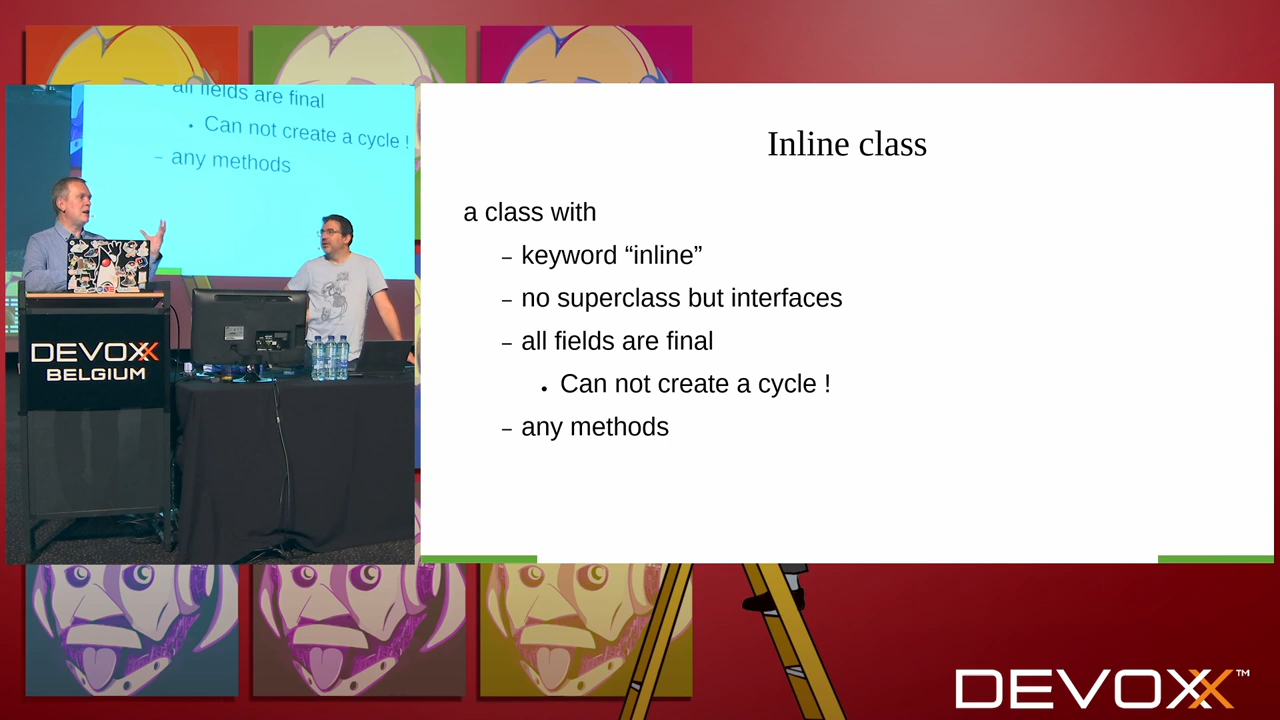 all fields are final
• Can not create a cycle !
– any methods
DEVOXX
BELGIUM
Inline class
a class with
– keyword “inline”
– no superclass but interfaces
– all fields are final
• Can not create a cycle !
– any methods
DEVOXX™